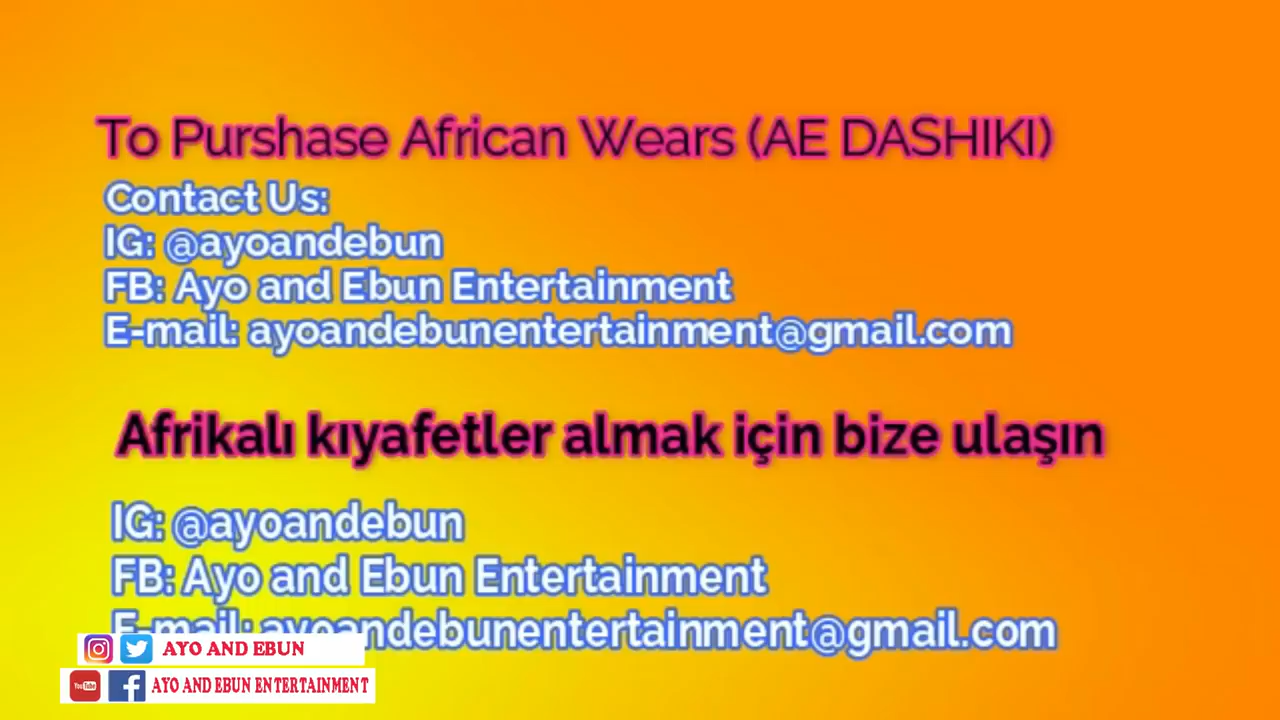 To Purshase African Wears (AE DASHIKI)
Contact Us:
IG: @ayoandebun
FB: Ayo and Ebun Entertainment
E-mail: ayoandebunentertainment@gmail.com
Afrikalı kıyafetler almak için bize ulaşın
IG: @ayoandebun
FB: Ayo and Ebun Entertainment
E-mail: ayoandebunentertainment@gmail.com
AYO AND EBUN
YouTube AYO AND EBUN ENTERTAINMENT